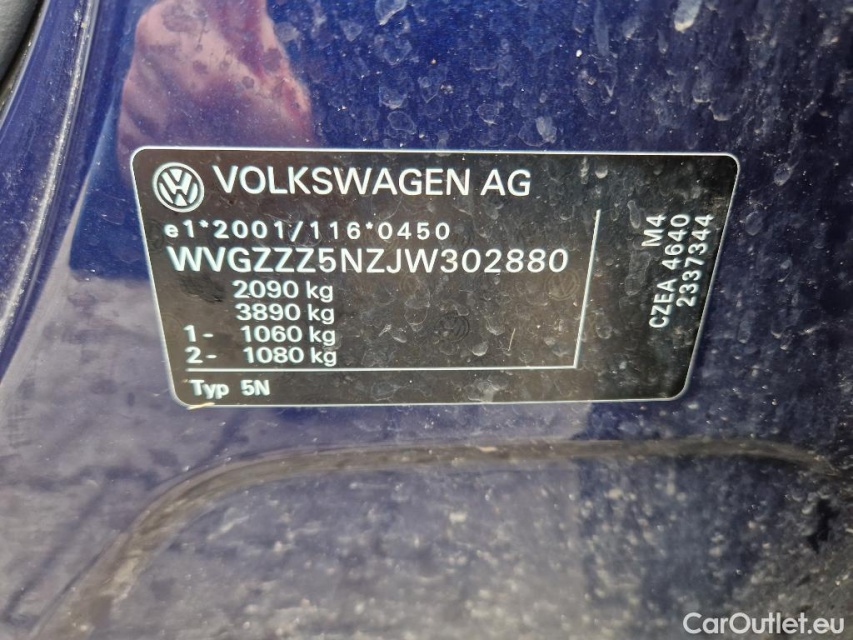 VOLKSWAGEN AG
e1*2001/116*0450
WVGZZZ5NZJW302880
2090 kg
3890 kg
1- 1060 kg
2- 1080 kg
Typ 5N
M4
CZEA 4640
2337344
CarOutlet.eu